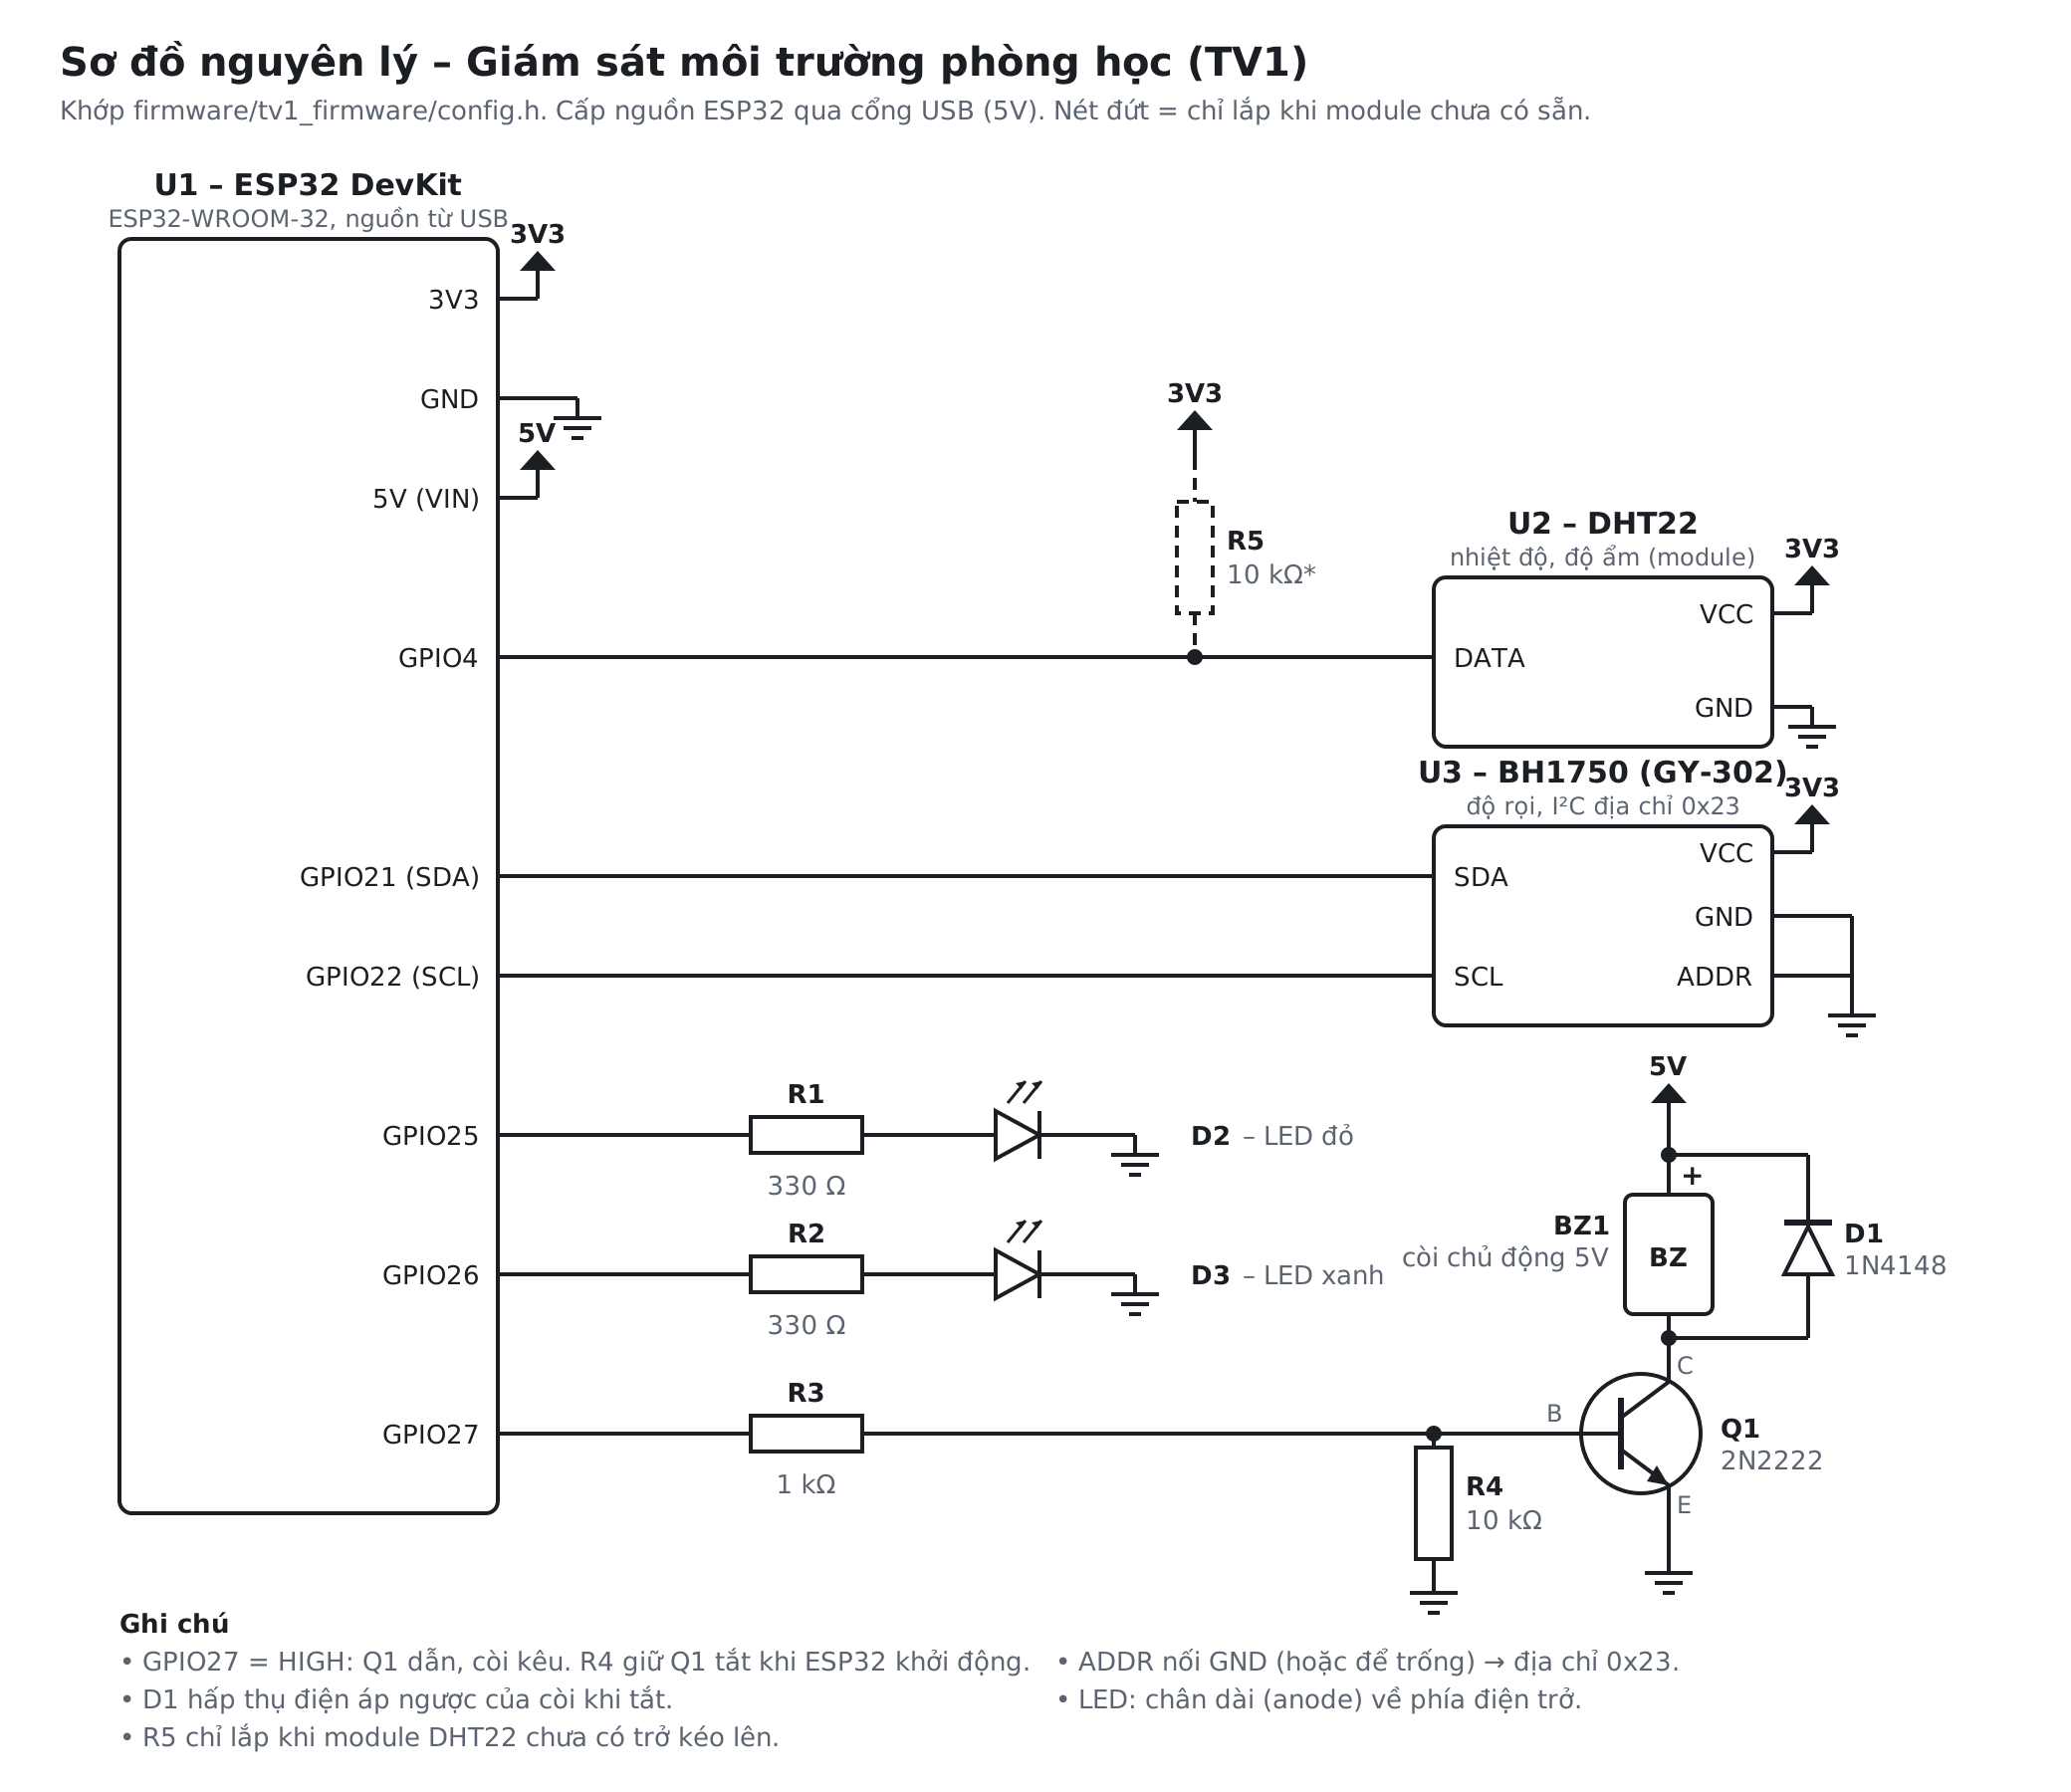 Sơ đồ nguyên lý – Giám sát môi trường phòng học (TV1)
Khớp firmware/tv1_firmware/config.h. Cấp nguồn ESP32 qua cổng USB (5V). Nét đứt = chỉ lắp khi module chưa có sẵn.
U1 – ESP32 DevKit
ESP32-WROOM-32, nguồn từ USB
3V3
3V3
GND
5V
5V (VIN)
3V3
R5
10 kΩ*
U2 – DHT22
nhiệt độ, độ ẩm (module)
3V3
VCC
GPIO4
DATA
GND
U3 – BH1750 (GY-302)
3V3
độ rọi, I²C địa chỉ 0x23
VCC
GPIO21 (SDA)
SDA
GND
GPIO22 (SCL)
SCL
ADDR
5V
R1
GPIO25
D2 – LED đỏ
330 Ω
+
R2
BZ1
còi chủ động 5V
BZ
D1
1N4148
GPIO26
D3 – LED xanh
330 Ω
C
R3
B
GPIO27
Q1
2N2222
1 kΩ
R4
10 kΩ
E
Ghi chú
• GPIO27 = HIGH: Q1 dẫn, còi kêu. R4 giữ Q1 tắt khi ESP32 khởi động.
• D1 hấp thụ điện áp ngược của còi khi tắt.
• R5 chỉ lắp khi module DHT22 chưa có trở kéo lên.
• ADDR nối GND (hoặc để trống) → địa chỉ 0x23.
• LED: chân dài (anode) về phía điện trở.